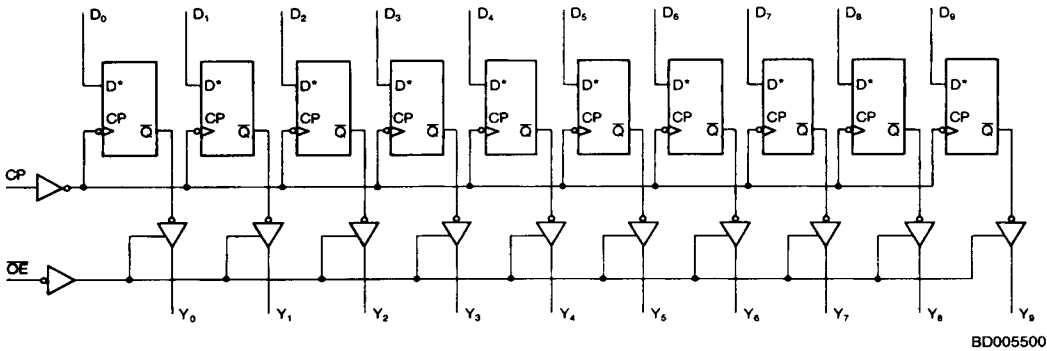 D₀ D₁ D₂ D₃ D₄ D₅ D₆ D₇ D₈ D₉
D* D* D* D* D* D* D* D* D* D*
CP Q̅ CP Q̅ CP Q̅ CP Q̅ CP Q̅ CP Q̅ CP Q̅ CP Q̅ CP Q̅ CP Q̅
CP
O̅E̅
Y₀ Y₁ Y₂ Y₃ Y₄ Y₅ Y₆ Y₇ Y₈ Y₉
BD005500